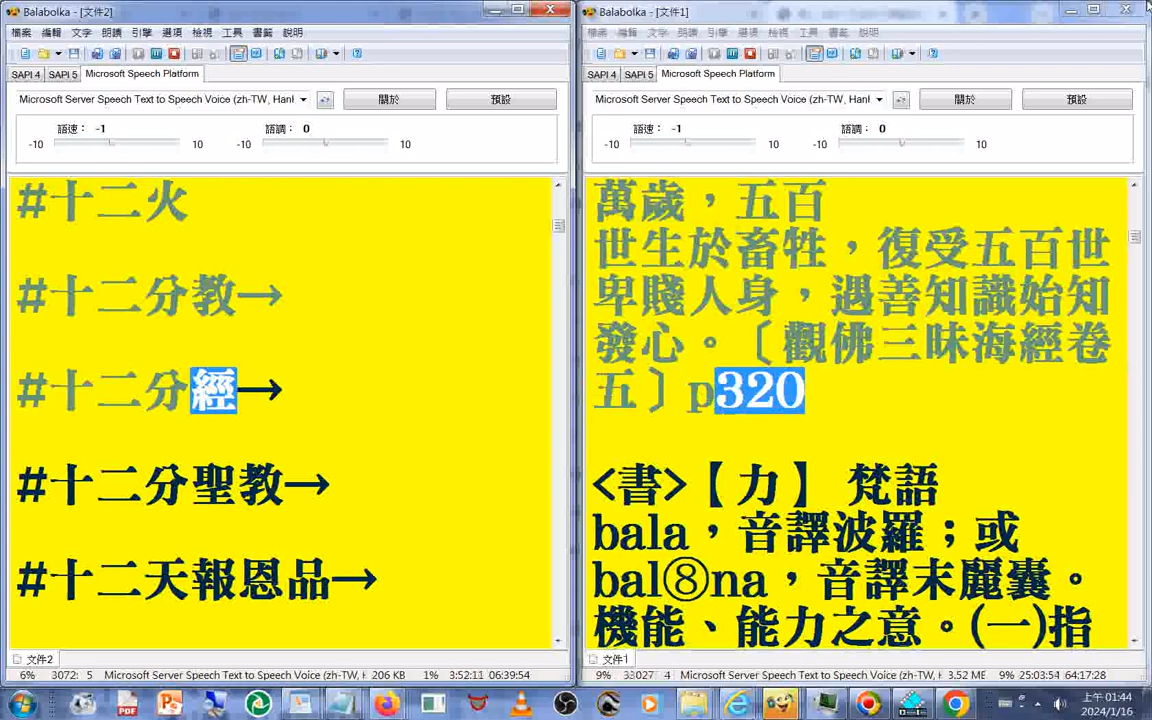 Balabolka - [文件2]
檔案 編輯 文字 朗讀 引擎 選項 檢視 工具 書籤 說明
SAPI 4 SAPI 5 Microsoft Speech Platform
Microsoft Server Speech Text to Speech Voice (zh-TW, Hanl
關於
預設
語速： -1
語調： 0
-10 10 -10 10
#十二火
#十二分教→
#十二分經→
#十二分聖教→
#十二天報恩品→
文件2
6% 3072: 5 Microsoft Server Speech Text to Speech Voice (zh-TW, 206 KB 1% 3:52:11 06:39:54
Balabolka - [文件1]
檔案 編輯 文字 朗讀 引擎 選項 檢視 工具 書籤 說明
SAPI 4 SAPI 5 Microsoft Speech Platform
Microsoft Server Speech Text to Speech Voice (zh-TW, Hanl
關於
預設
語速： -1
語調： 0
-10 10 -10 10
萬歲，五百
世生於畜牲，復受五百世
卑賤人身，遇善知識始知
發心。〔觀佛三昧海經卷
五〕p320
<書>【力】 梵語
bala，音譯波羅；或
bal⑧na，音譯末麗囊。
機能、能力之意。(一)指
文件1
9% 33027: 4 Microsoft Server Speech Text to Speech Voice (zh-TW, 3.52 ME 9% 25:03:54 64:17:28
上午 01:44
2024/1/16